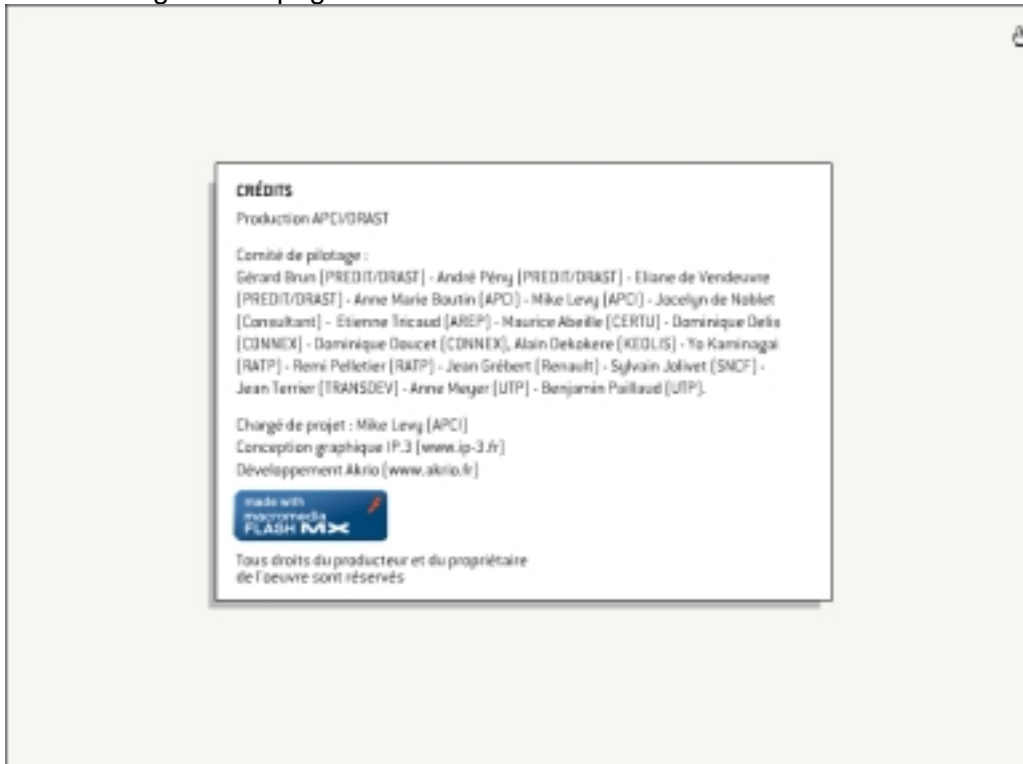 CRÉDITS
Production APCI/DRAST
Comité de pilotage :
Gérard Brun [PREDIT/DRAST] - André Pény [PREDIT/DRAST] - Eliane de Vendeuvre
[PREDIT/DRAST] - Anne Marie Boutin [APCI] - Mike Levy [APCI] - Jocelyn de Noblet
[Consultant] - Etienne Tricaud [AREP] - Maurice Abeille [CERTU] - Dominique Delis
[CONNEX] - Dominique Doucet [CONNEX], Alain Dekokere [KEOLIS] - Yo Kaminagai
[RATP] - Remi Pelletier [RATP] - Jean Grébert [Renault] - Sylvain Jolivet [SNCF] -
Jean Terrier [TRANSDEV] - Anne Meyer [UTP] - Benjamin Paillaud [UTP].
Chargé de projet : Mike Levy [APCI]
Conception graphique IP.3 [www.ip-3.fr]
Développement Akrio [www.akrio.fr]
made with
macromedia
FLASH MX
Tous droits du producteur et du propriétaire
de l'oeuvre sont réservés